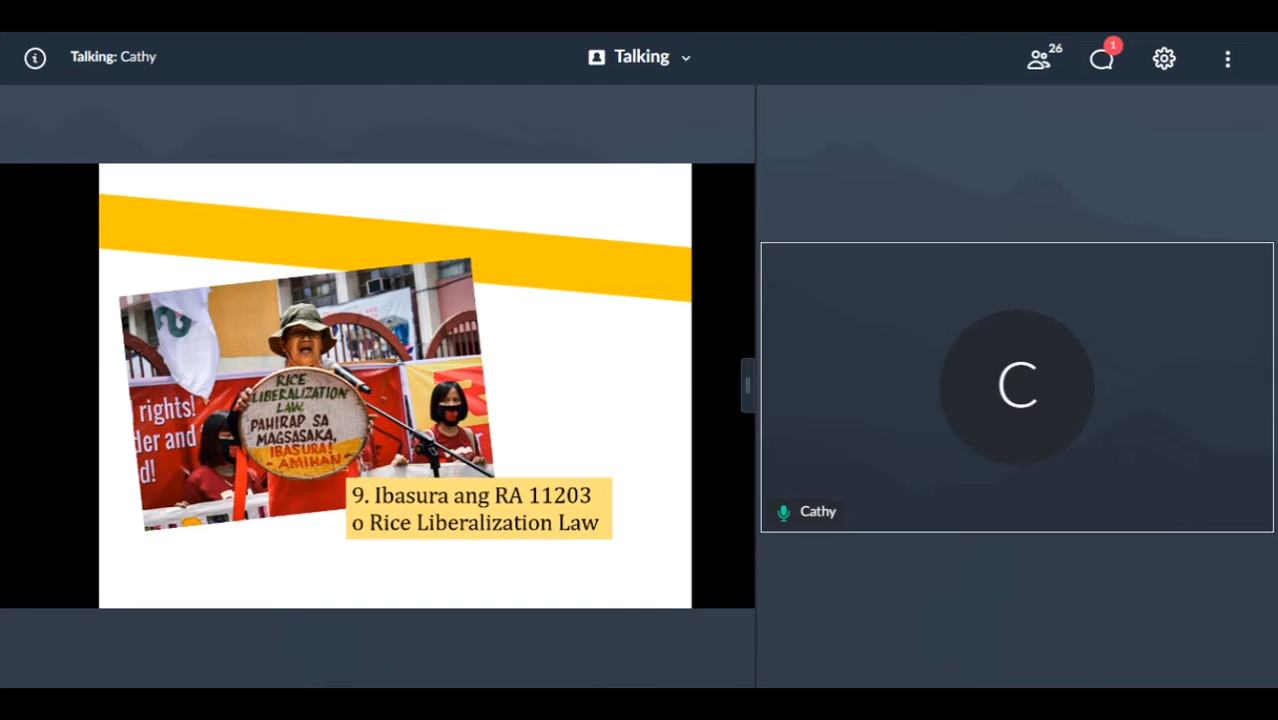 Talking: Cathy
Talking
26
1
rights!
der and
d!
RICE
LIBERALIZATION
LAW,
PAHIRAP SA
MAGSASAKA,
IBASURA!
- AMIHAN -
9. Ibasura ang RA 11203
o Rice Liberalization Law
C
Cathy